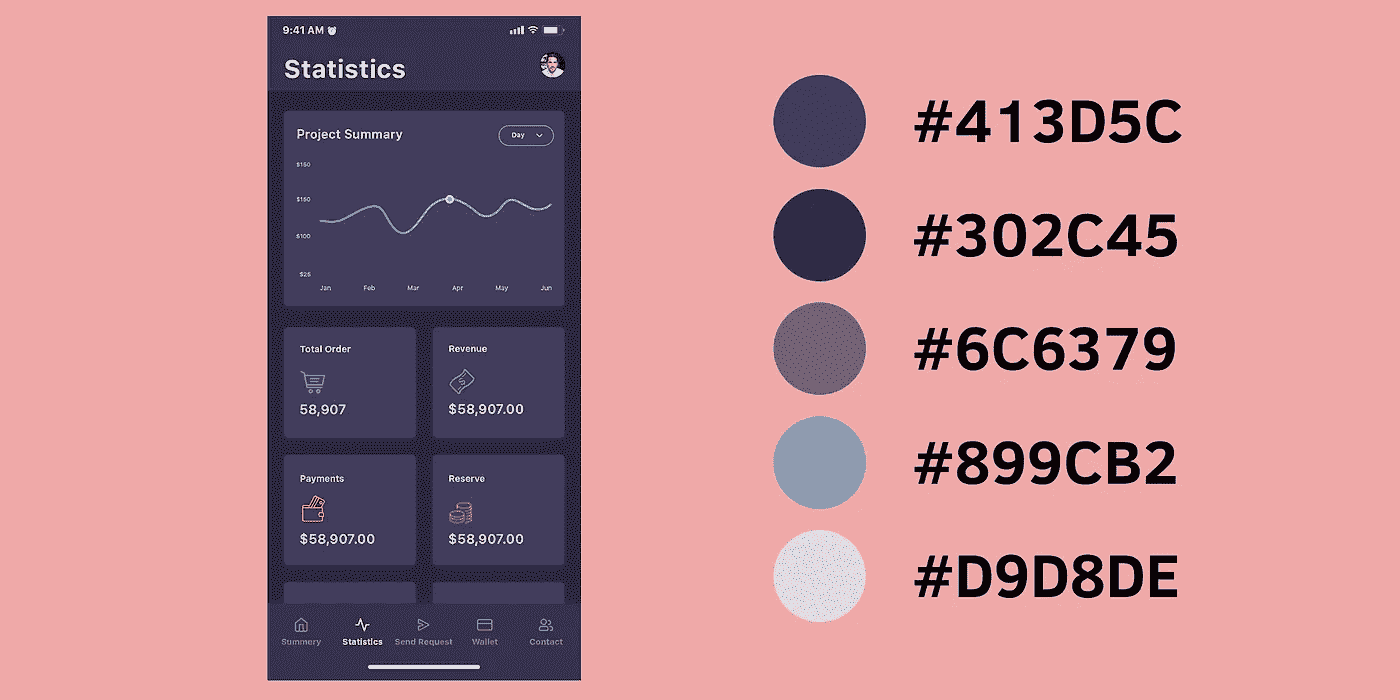 9:41 AM
Statistics
Project Summary
Day
$150
$150
$100
$25
Jan Feb Mar Apr May Jun
Total Order
58,907
Revenue
$58,907.00
Payments
$58,907.00
Reserve
$58,907.00
Summery Statistics Send Request Wallet Contact
#413D5C
#302C45
#6C6379
#899CB2
#D9D8DE